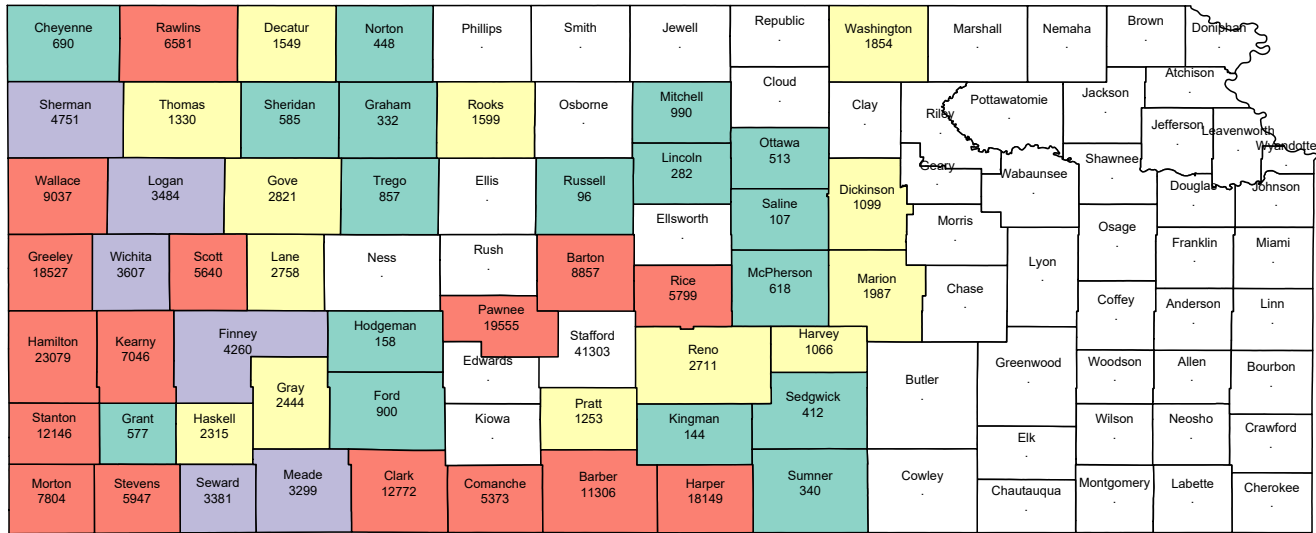 Cheyenne
690
Rawlins
6581
Decatur
1549
Norton
448
Phillips
.
Smith
.
Jewell
.
Republic
.
Washington
1854
Marshall
.
Nemaha
.
Brown
.
Doniphan
.
Sherman
4751
Thomas
1330
Sheridan
585
Graham
332
Rooks
1599
Osborne
.
Mitchell
990
Cloud
.
Clay
.
Riley
.
Pottawatomie
.
Jackson
.
Atchison
.
Jefferson
.
Leavenworth
.
Wyandotte
.
Wallace
9037
Logan
3484
Gove
2821
Trego
857
Ellis
.
Russell
96
Lincoln
282
Ottawa
513
Saline
107
Dickinson
1099
Geary
.
Wabaunsee
.
Shawnee
.
Douglas
.
Johnson
.
Ellsworth
.
Morris
.
Osage
.
Franklin
.
Miami
.
Greeley
18527
Wichita
3607
Scott
5640
Lane
2758
Ness
.
Rush
.
Barton
8857
Rice
5799
McPherson
618
Marion
1987
Chase
.
Lyon
.
Coffey
.
Anderson
.
Linn
.
Hamilton
23079
Kearny
7046
Finney
4260
Hodgeman
158
Pawnee
19555
Edwards
.
Stafford
41303
Reno
2711
Harvey
1066
Butler
.
Greenwood
.
Woodson
.
Allen
.
Bourbon
.
Gray
2444
Ford
900
Sedgwick
412
Stanton
12146
Grant
577
Haskell
2315
Kiowa
.
Pratt
1253
Kingman
144
Elk
.
Wilson
.
Neosho
.
Crawford
.
Morton
7804
Stevens
5947
Seward
3381
Meade
3299
Clark
12772
Comanche
5373
Barber
11306
Harper
18149
Sumner
340
Cowley
.
Chautauqua
.
Montgomery
.
Labette
.
Cherokee
.